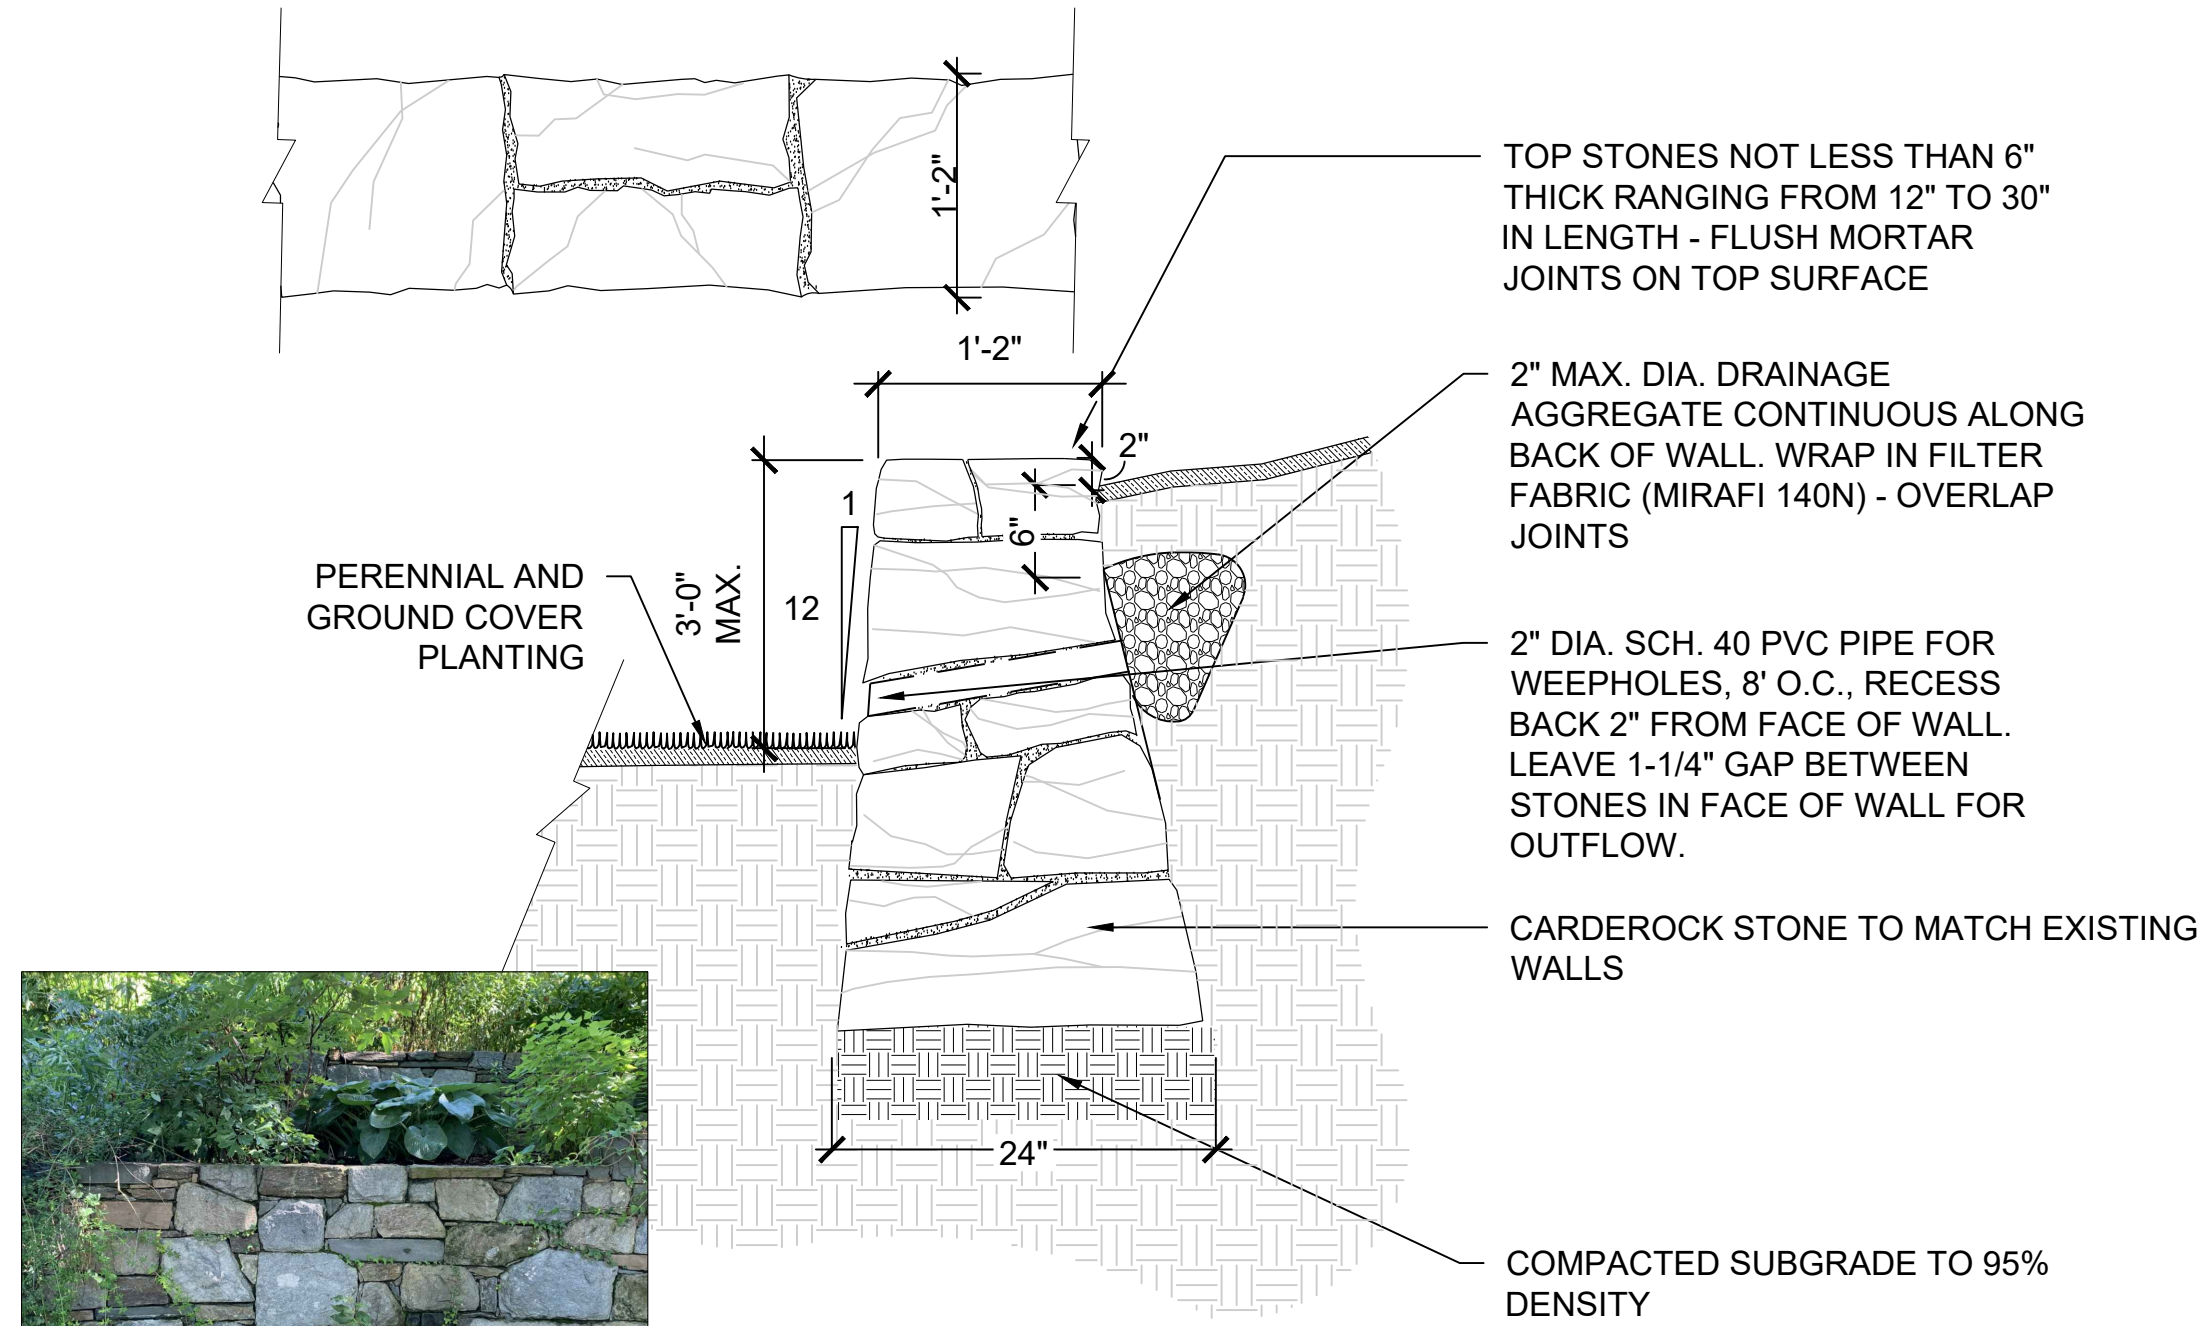 1'-2"
1'-2"
TOP STONES NOT LESS THAN 6"
THICK RANGING FROM 12" TO 30"
IN LENGTH - FLUSH MORTAR
JOINTS ON TOP SURFACE
2" MAX. DIA. DRAINAGE
AGGREGATE CONTINUOUS ALONG
BACK OF WALL. WRAP IN FILTER
FABRIC (MIRAFI 140N) - OVERLAP
JOINTS
2"
6"
1
12
3'-0"
MAX.
PERENNIAL AND
GROUND COVER
PLANTING
2" DIA. SCH. 40 PVC PIPE FOR
WEEPHOLES, 8' O.C., RECESS
BACK 2" FROM FACE OF WALL.
LEAVE 1-1/4" GAP BETWEEN
STONES IN FACE OF WALL FOR
OUTFLOW.
CARDEROCK STONE TO MATCH EXISTING
WALLS
24"
COMPACTED SUBGRADE TO 95%
DENSITY